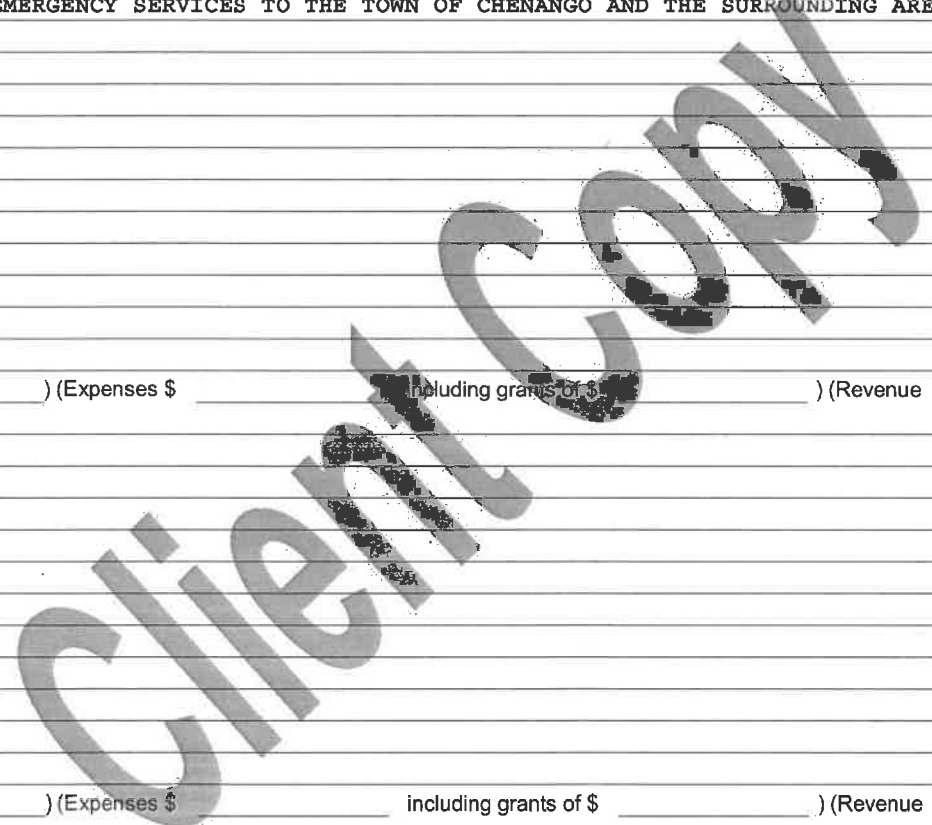 EMERGENCY SERVICES TO THE TOWN OF CHENANGO AND THE SURROUNDING ARE
Client Copy
) (Expenses $ including grants of $ ) (Revenue
) (Expenses $ including grants of $ ) (Revenue